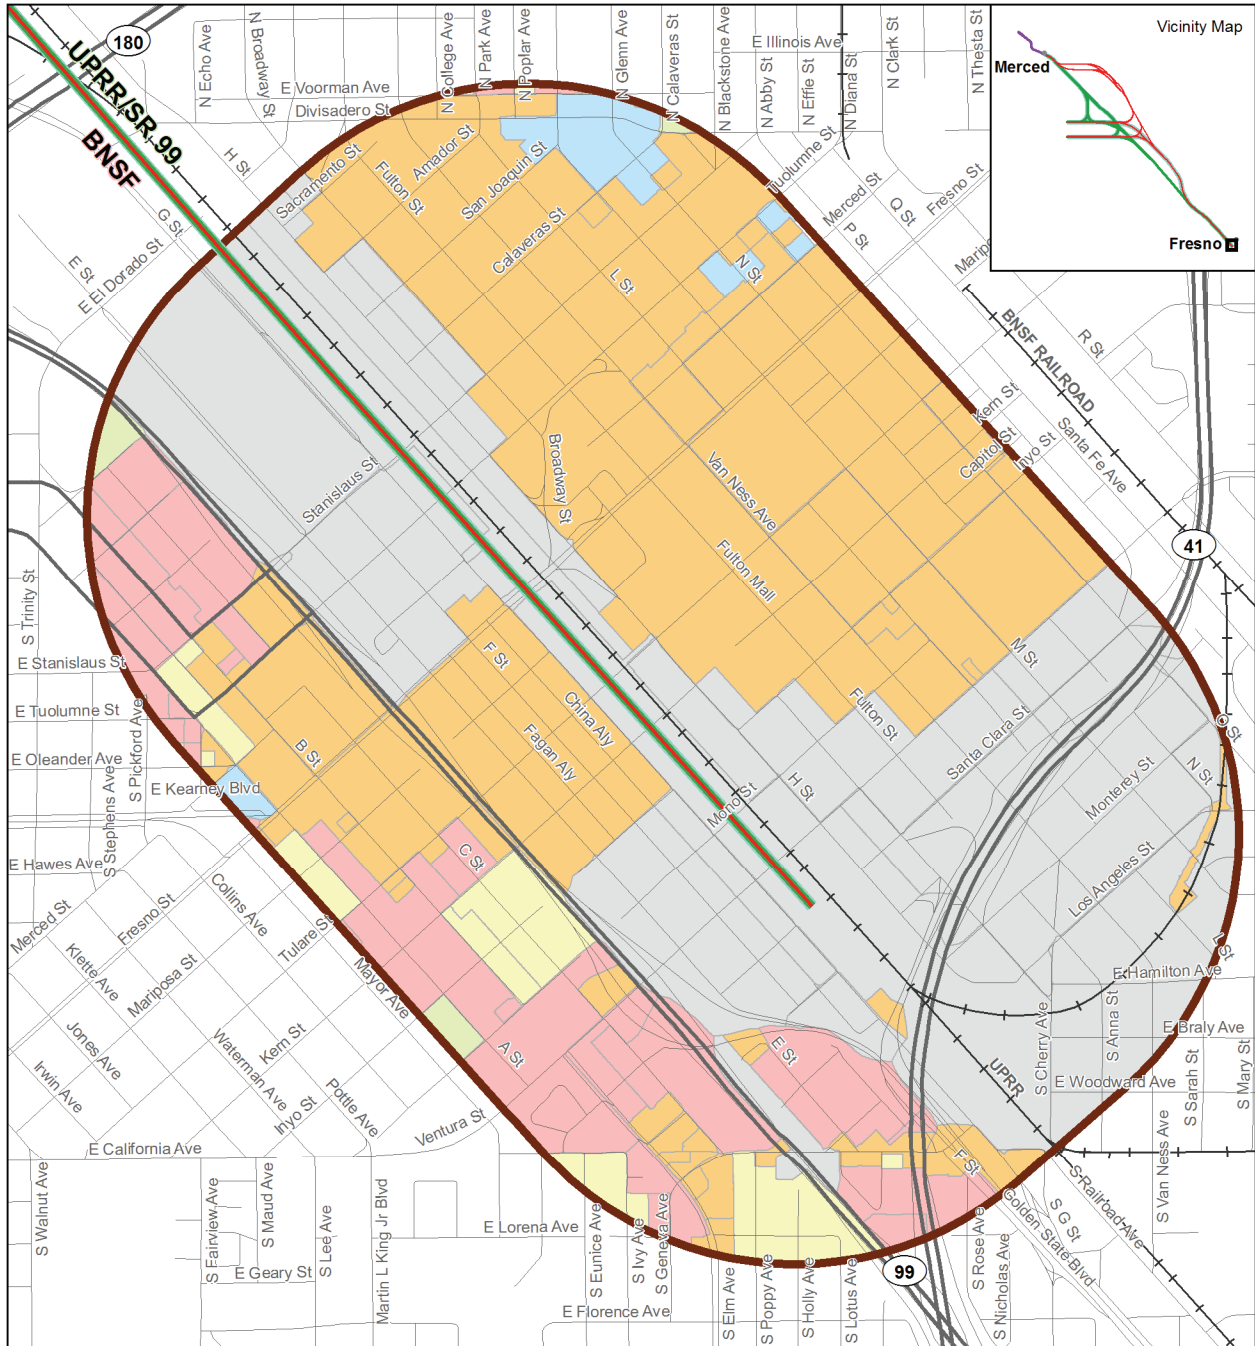 180
UPRR/SR 99
BNSF
N Echo Ave
N Broadway St
N College Ave
N Park Ave
N Poplar Ave
N Glenn Ave
N Calaveras St
N Blackstone Ave
N Abby St
N Effie St
N Diana St
N Clark St
N Thesta St
E Illinois Ave
E Voorman Ave
Divisadero St
Vicinity Map
Merced
Fresno
H St
G St
E St
E El Dorado St
Sacramento St
Fulton St
Amador St
San Joaquin St
Calaveras St
L St
N St
Tuolumne St
Merced St
P St
Q St
Fresno St
BNSF RAILROAD
R St
Kern St
Capitol St
Inyo St
Santa Fe Ave
41
Stanislaus St
Broadway St
Van Ness Ave
Fulton Mall
S Trinity St
E Stanislaus St
E Tuolumne St
E Oleander Ave
S Pickford Ave
S Stephens Ave
E Kearney Blvd
E Hawes Ave
B St
F St
China Aly
Fagan Aly
C St
Mono St
H St
Fulton St
M St
Santa Clara St
Monterey St
Los Angeles St
O St
N St
L St
Merced St
Fresno St
Collins Ave
Tulare St
Klette Ave
Mariposa St
Mayor Ave
Jones Ave
Irwin Ave
Waterman Ave
Kern St
Inyo St
Pottle Ave
Ventura St
A St
E St
UPRR
E Hamilton Ave
E Braly Ave
E Woodward Ave
S Cherry Ave
S Anna St
S Sarah St
S Mary St
S Van Ness Ave
E California Ave
S Walnut Ave
S Fairview Ave
S Maud Ave
S Lee Ave
Martin L King Jr Blvd
E Geary St
E Lorena Ave
E Florence Ave
S Eunice Ave
S Ivy Ave
S Geneva Ave
S Elm Ave
S Poppy Ave
S Holly Ave
S Lotus Ave
99
F St
S Rose Ave
S Nicholas Ave
Golden State Blvd
S G St
S Railroad Ave